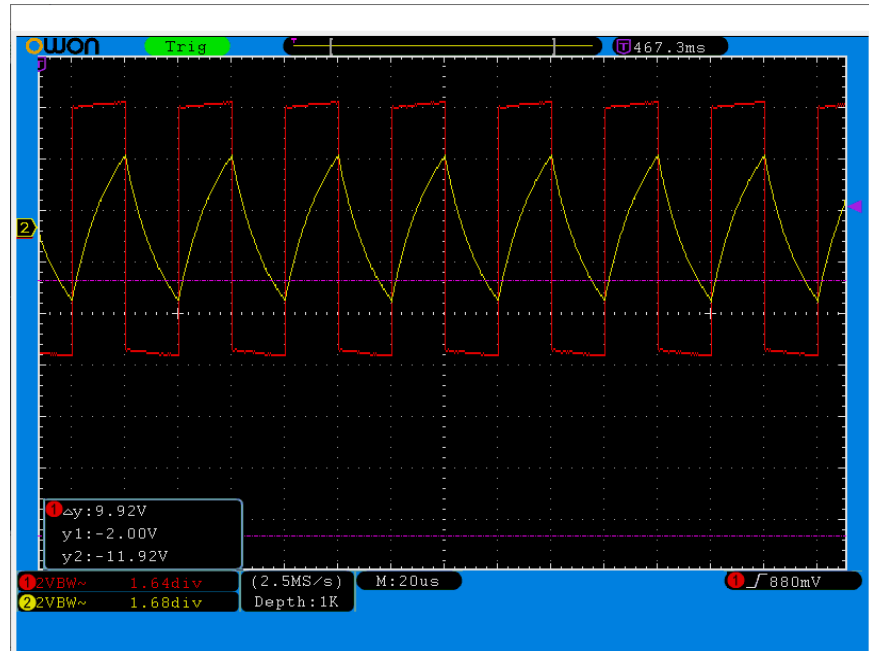 OWON Trig T T 467.3ms
T
2
1 △y:9.92V
y1:-2.00V
y2:-11.92V
1 2VBW~ 1.64div (2.5MS/s) M:20us 1 880mV
2 2VBW~ 1.68div Depth:1K